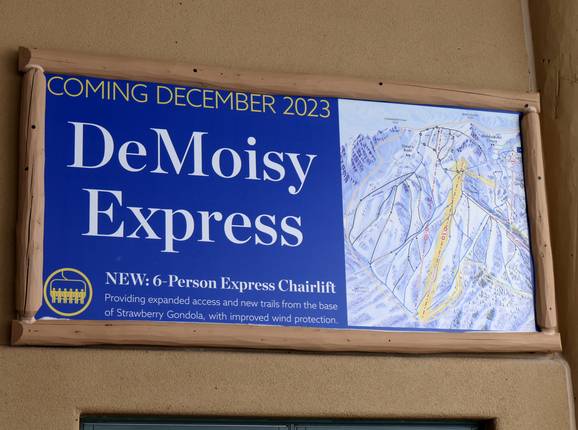 COMING DECEMBER 2023
DeMoisy
Express
NEW: 6-Person Express Chairlift
Providing expanded access and new trails from the base
of Strawberry Gondola, with improved wind protection.